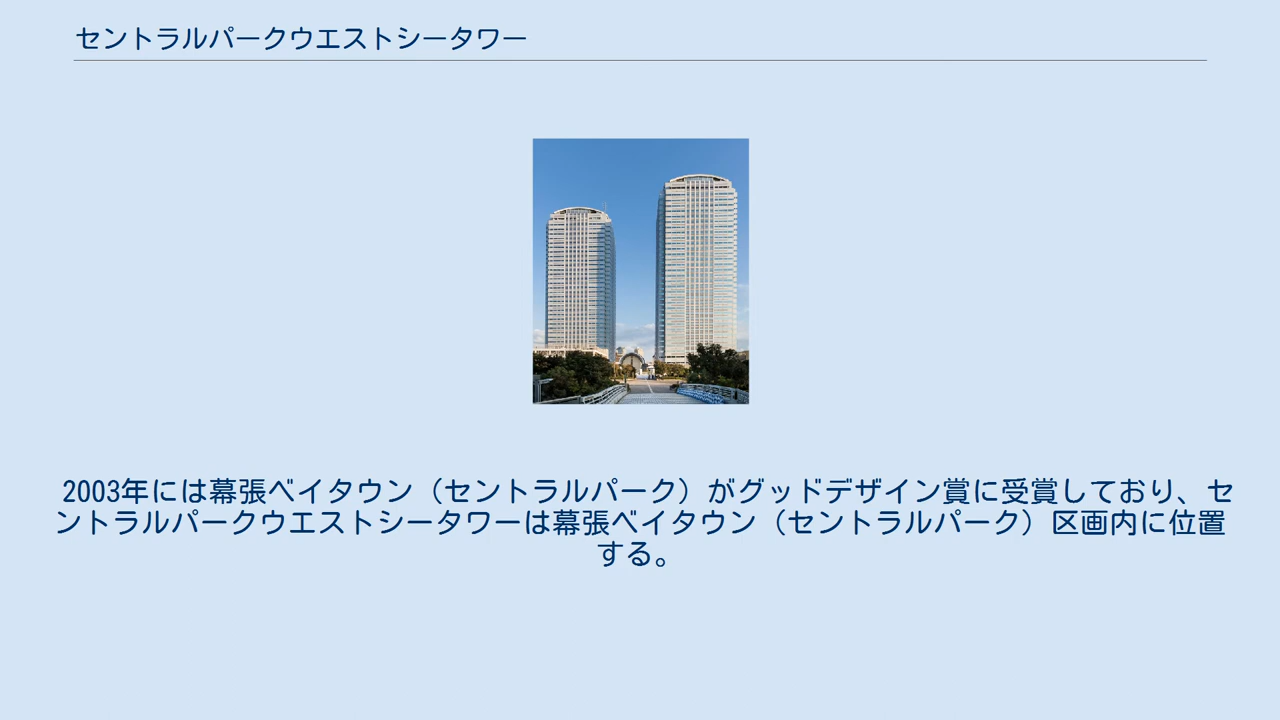 セントラルパークウエストシータワー
2003年には幕張ベイタウン（セントラルパーク）がグッドデザイン賞に受賞しており、セ
ントラルパークウエストシータワーは幕張ベイタウン（セントラルパーク）区画内に位置
する。